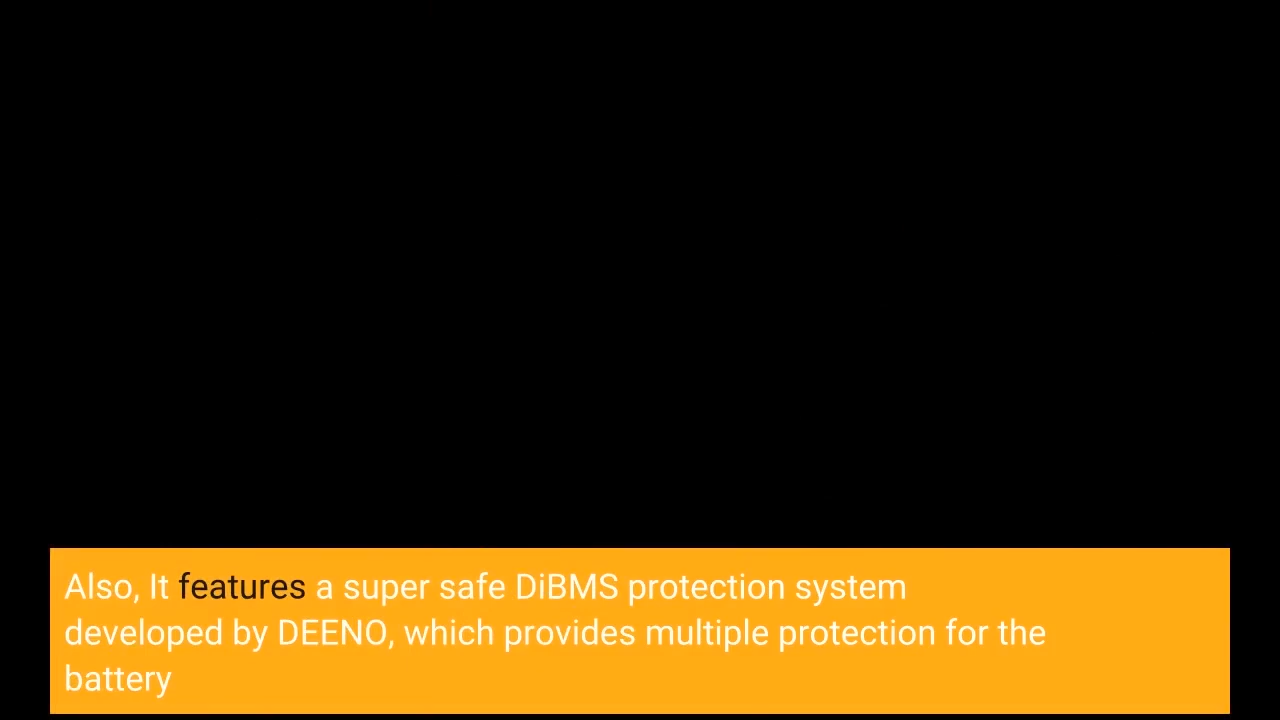 Also, It features a super safe DiBMS protection system
developed by DEENO, which provides multiple protection for the
battery